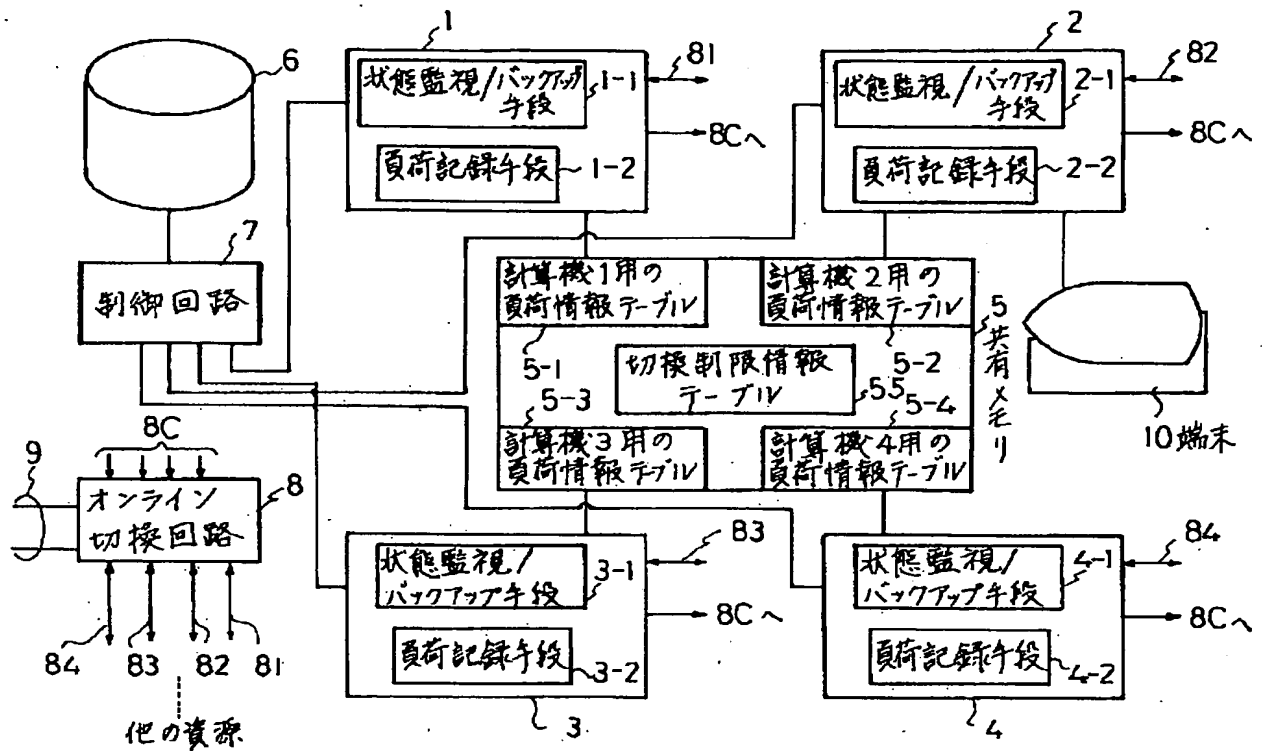 1
2
6
状態監視/バックアップ
手段
1-1
81
状態監視/バックアップ
手段
2-1
82
8Cへ
8Cへ
負荷記録手段
1-2
負荷記録手段
2-2
7
制御回路
計算機1用の
負荷情報テーブル
計算機2用の
負荷情報テーブル
5
共有メモリ
5-1
切換制限情報
テーブル
5-2
5-3
55
5-4
10端末
計算機3用の
負荷情報テーブル
計算機4用の
負荷情報テーブル
8C
9
オンライン
切換回路
8
84
83
82
81
他の資源
状態監視/
バックアップ手段
3-1
83
8Cへ
負荷記録手段
3-2
3
状態監視/
バックアップ手段
4-1
84
8Cへ
負荷記録手段
4-2
4